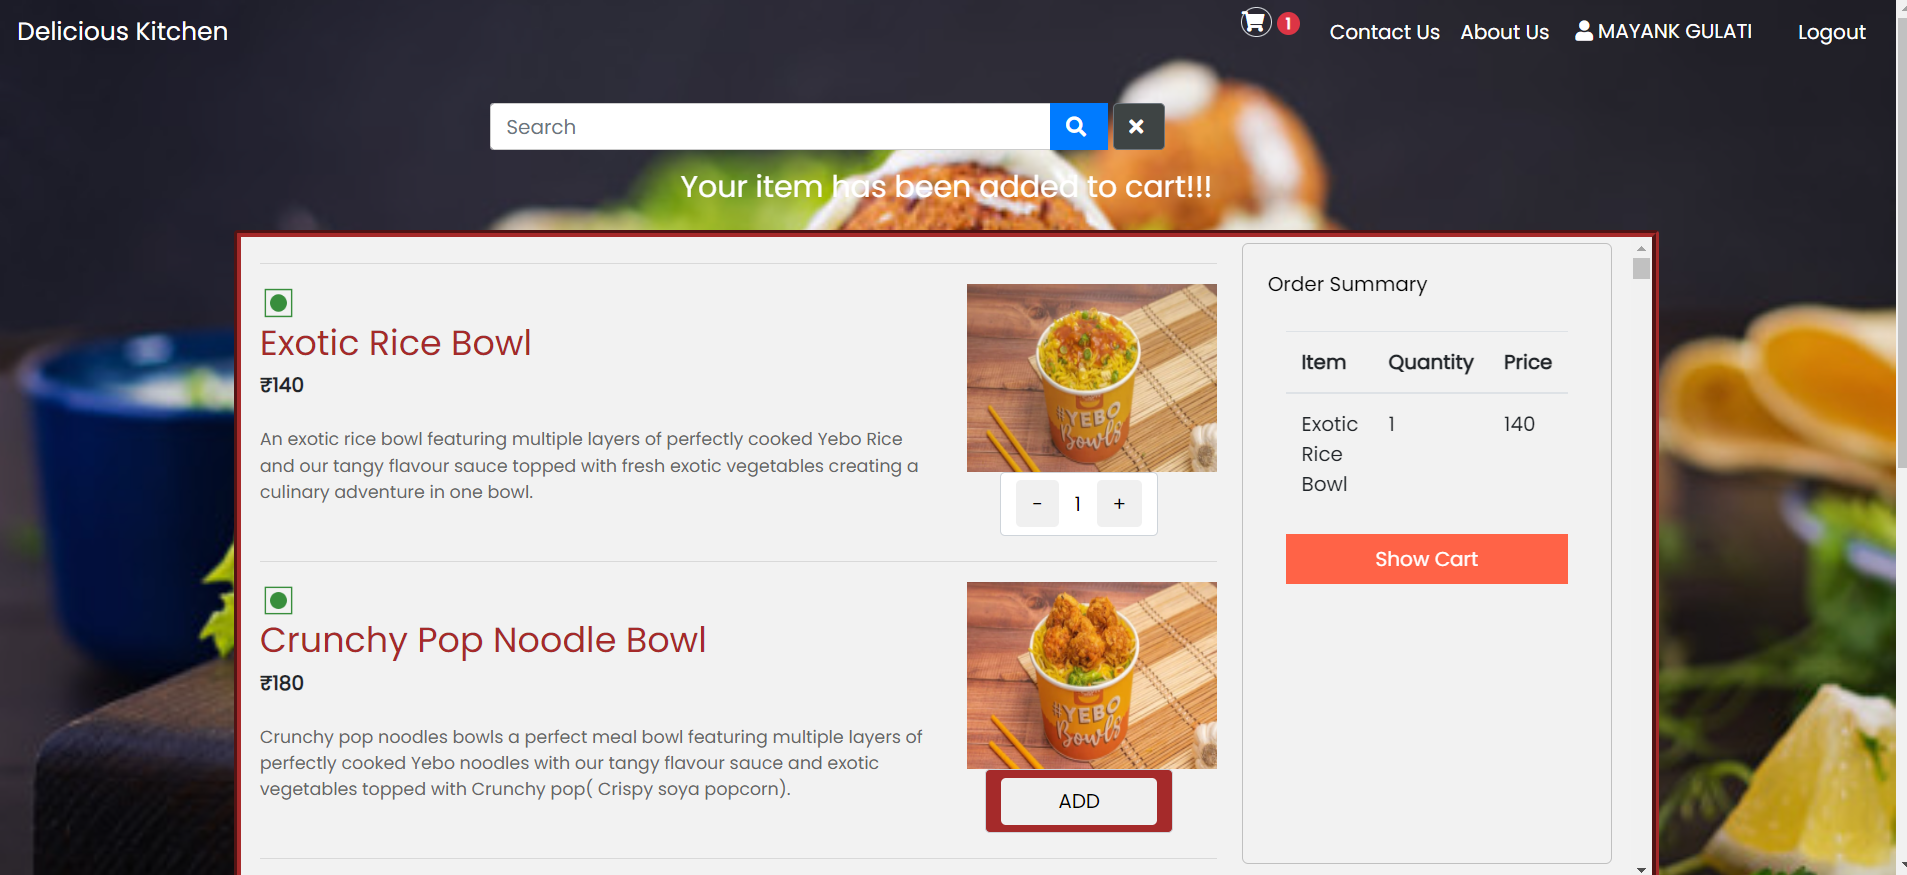 Delicious Kitchen
1
Contact Us
About Us
MAYANK GULATI
Logout
Search
Your item has been added to cart!!!
Exotic Rice Bowl
₹140
An exotic rice bowl featuring multiple layers of perfectly cooked Yebo Rice
and our tangy flavour sauce topped with fresh exotic vegetables creating a
culinary adventure in one bowl.
#YEBO
Bowls
- 1 +
Crunchy Pop Noodle Bowl
₹180
Crunchy pop noodles bowls a perfect meal bowl featuring multiple layers of
perfectly cooked Yebo noodles with our tangy flavour sauce and exotic
vegetables topped with Crunchy pop( Crispy soya popcorn).
#YEBO
Bowls
ADD
Order Summary
Item Quantity Price
Exotic 1 140
Rice
Bowl
Show Cart